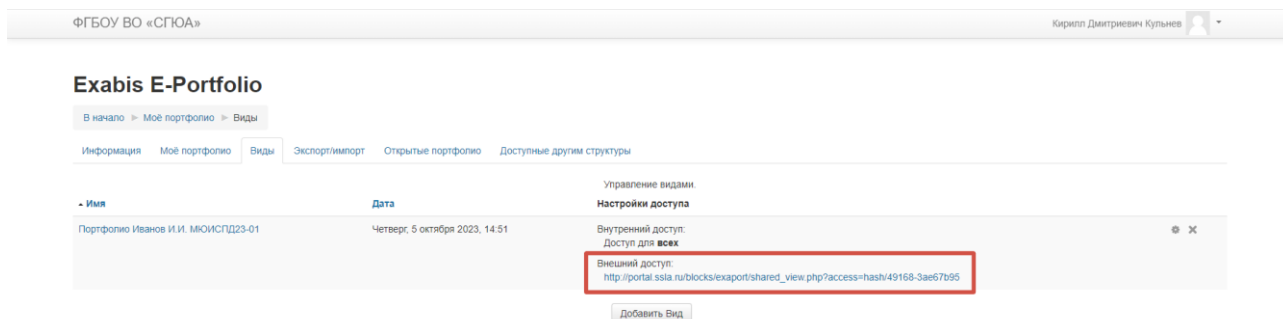 ФГБОУ ВО «СГЮА» Кирилл Дмитриевич Кульнев
Exabis E-Portfolio
В начало Моё портфолио Виды
Информация Моё портфолио Виды Экспорт/импорт Открытые портфолио Доступные другим структуры
Управление видами.
Имя Дата Настройки доступа
Портфолио Иванов И.И. МЮИСПД23-01 Четверг, 5 октября 2023, 14:51 Внутренний доступ:
Доступ для всех
Внешний доступ:
http://portal.ssla.ru/blocks/exaport/shared_view.php?access=hash/49168-3ae67b95
Добавить Вид